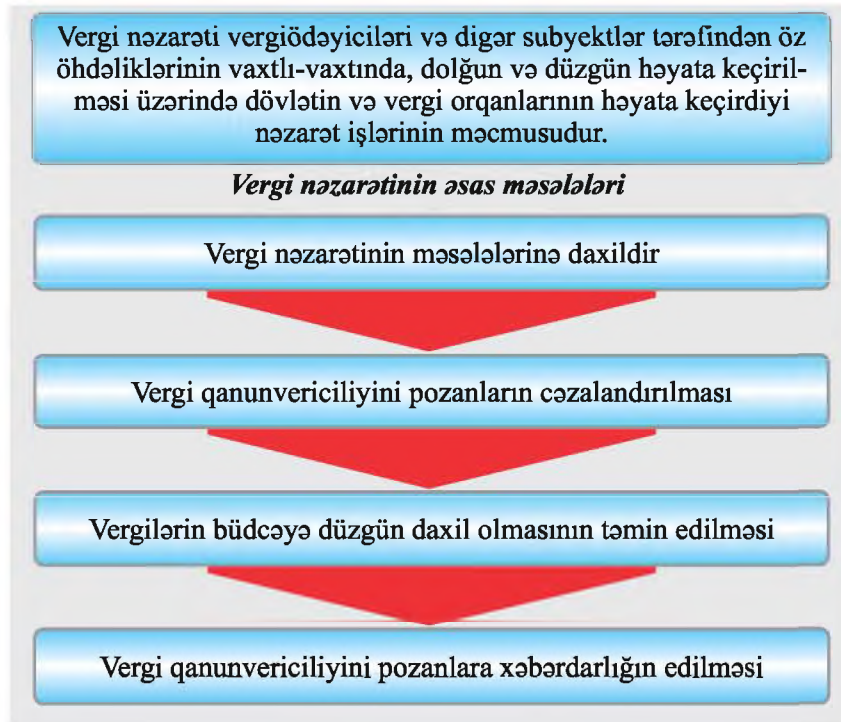 Vergi nəzarəti vergiödəyiciləri və digər subyektlər tərəfindən öz
öhdəliklərinin vaxtlı-vaxtında, dolğun və düzgün həyata keçiril-
məsi üzərində dövlətin və vergi orqanlarının həyata keçirdiyi
nəzarət işlərinin məcmusudur.
Vergi nəzarətinin əsas məsələləri
Vergi nəzarətinin məsələlərinə daxildir
Vergi qanunvericiliyini pozanların cəzalandırılması
Vergilərin büdcəyə düzgün daxil olmasının təmin edilməsi
Vergi qanunvericiliyini pozanlara xəbərdarlığın edilməsi